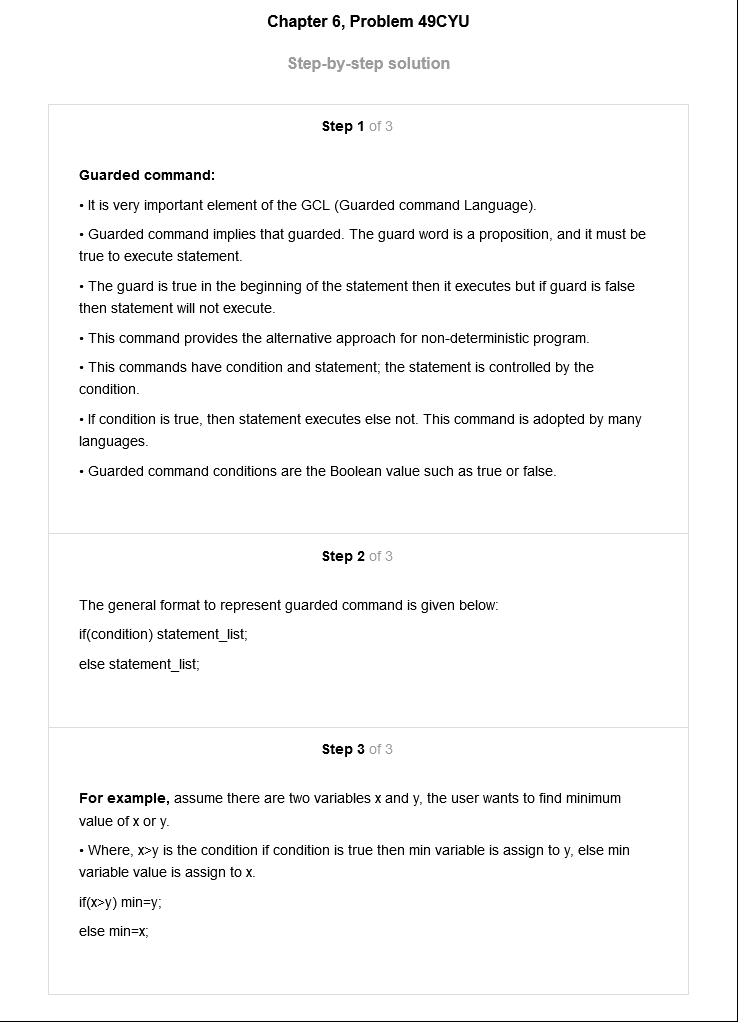 Chapter 6, Problem 49CYU
Step-by-step solution
Step 1 of 3
Guarded command:
• It is very important element of the GCL (Guarded command Language).
• Guarded command implies that guarded. The guard word is a proposition, and it must be
true to execute statement.
• The guard is true in the beginning of the statement then it executes but if guard is false
then statement will not execute.
• This command provides the alternative approach for non-deterministic program.
• This commands have condition and statement; the statement is controlled by the
condition.
• If condition is true, then statement executes else not. This command is adopted by many
languages.
• Guarded command conditions are the Boolean value such as true or false.
Step 2 of 3
The general format to represent guarded command is given below:
if(condition) statement_list;
else statement_list;
Step 3 of 3
For example, assume there are two variables x and y, the user wants to find minimum
value of x or y.
• Where, x>y is the condition if condition is true then min variable is assign to y, else min
variable value is assign to x.
if(x>y) min=y;
else min=x;